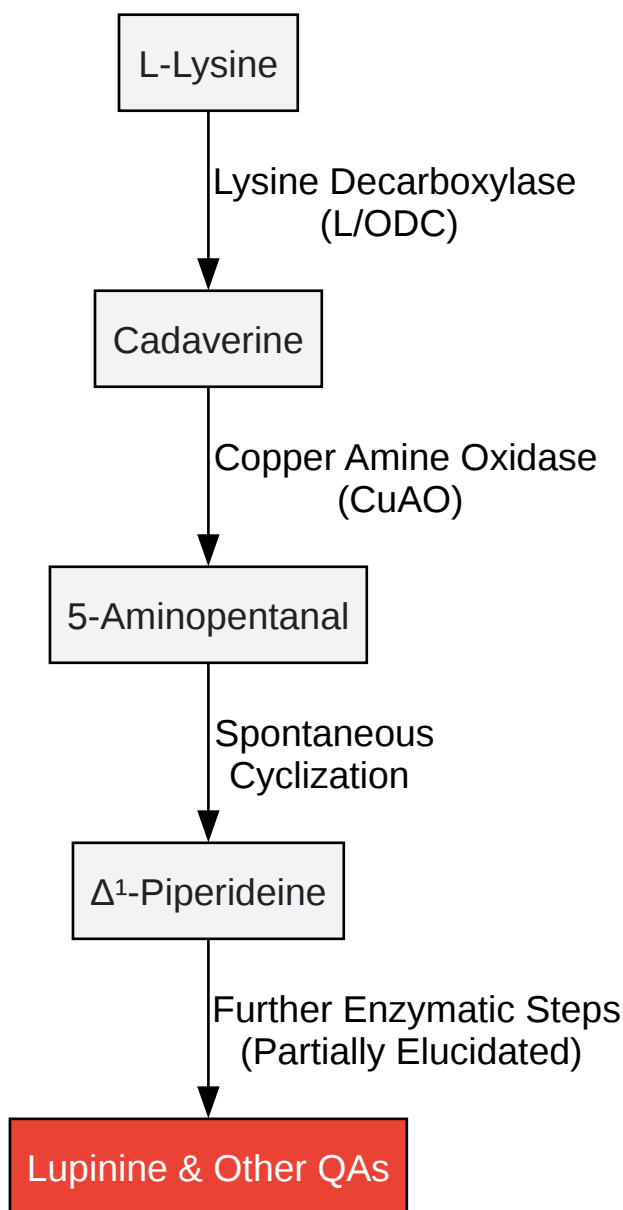 L-Lysine
Lysine Decarboxylase
(L/ODC)
Cadaverine
Copper Amine Oxidase
(CuAO)
5-Aminopentanal
Spontaneous
Cyclization
Δ¹-Piperideine
Further Enzymatic Steps
(Partially Elucidated)
Lupinine & Other QAs